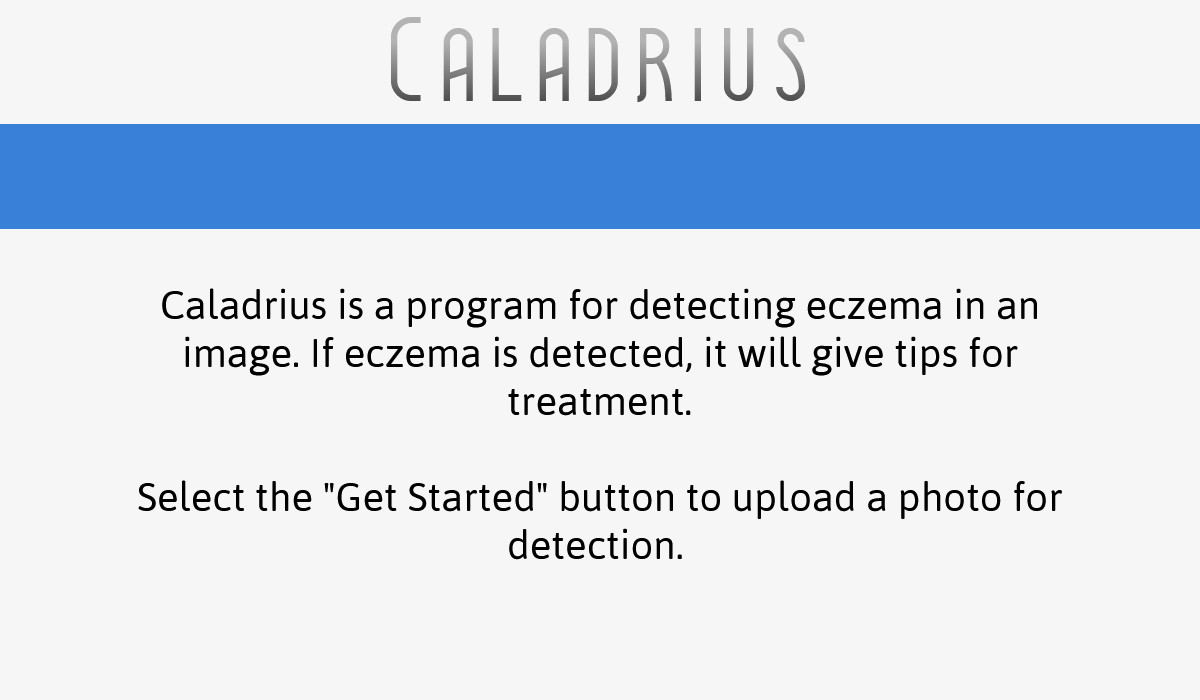 CALADRIUS
Caladrius is a program for detecting eczema in an
image. If eczema is detected, it will give tips for
treatment.
Select the "Get Started" button to upload a photo for
detection.